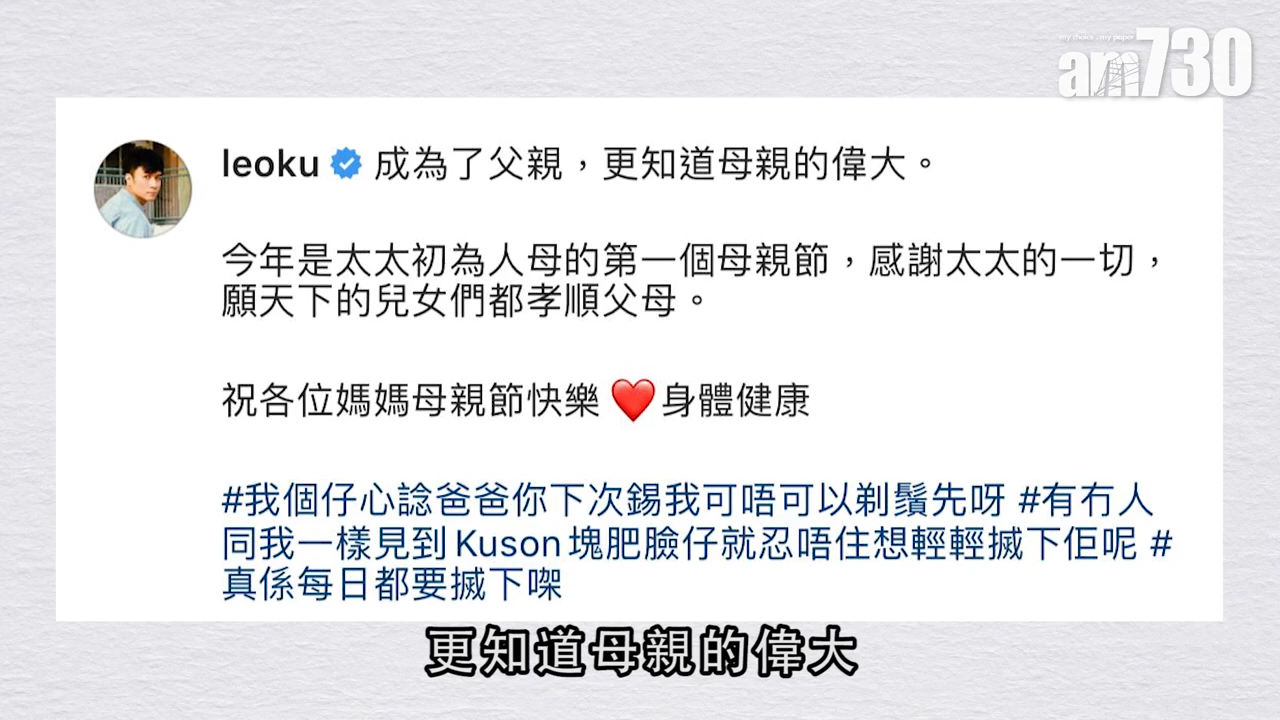 my choice . my paper
am730
leoku 成為了父親，更知道母親的偉大。
今年是太太初為人母的第一個母親節，感謝太太的一切，
願天下的兒女們都孝順父母。
祝各位媽媽母親節快樂 ❤️身體健康
#我個仔心諗爸爸你下次錫我可唔可以剃鬚先呀 #有冇人
同我一樣見到Kuson塊肥臉仔就忍唔住想輕輕搣下佢呢 #
真係每日都要搣下㗎
更知道母親的偉大